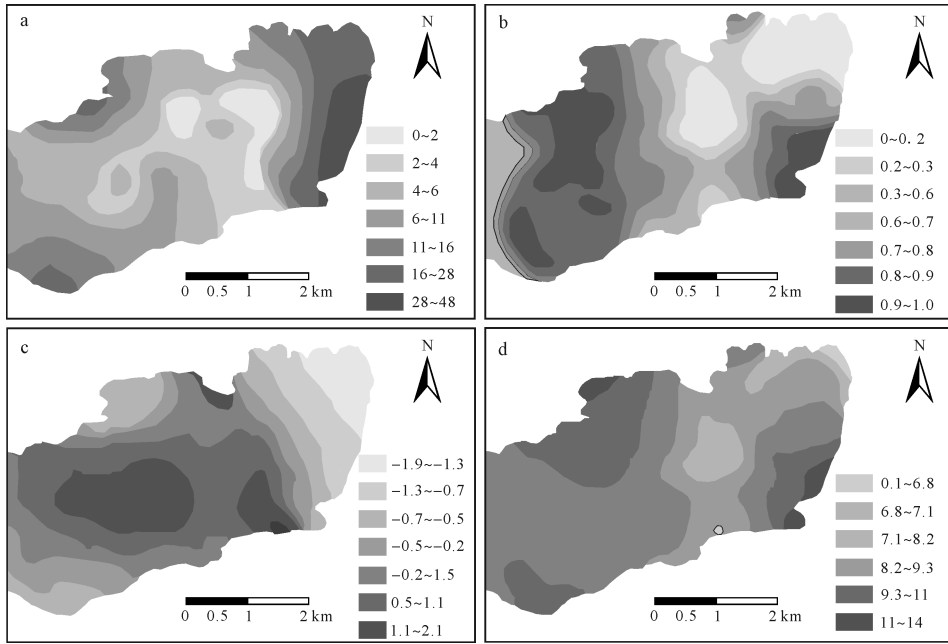 a
N
0~2
2~4
4~6
6~11
11~16
16~28
28~48
0 0.5 1 2 km
b
N
0~0.2
0.2~0.3
0.3~0.6
0.6~0.7
0.7~0.8
0.8~0.9
0.9~1.0
0 0.5 1 2 km
c
N
−1.9~−1.3
−1.3~−0.7
−0.7~−0.5
−0.5~−0.2
−0.2~1.5
0.5~1.1
1.1~2.1
0 0.5 1 2 km
d
N
0.1~6.8
6.8~7.1
7.1~8.2
8.2~9.3
9.3~11
11~14
0 0.5 1 2 km